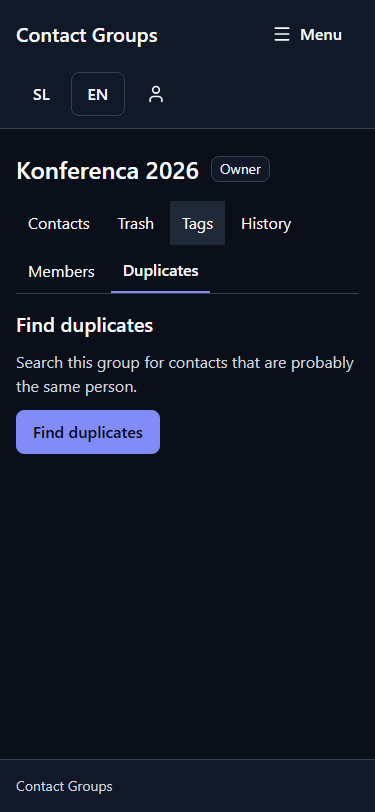 Contact Groups
Menu
SL
EN
Konferenca 2026
Owner
Contacts
Trash
Tags
History
Members
Duplicates
Find duplicates
Search this group for contacts that are probably
the same person.
Find duplicates
Contact Groups